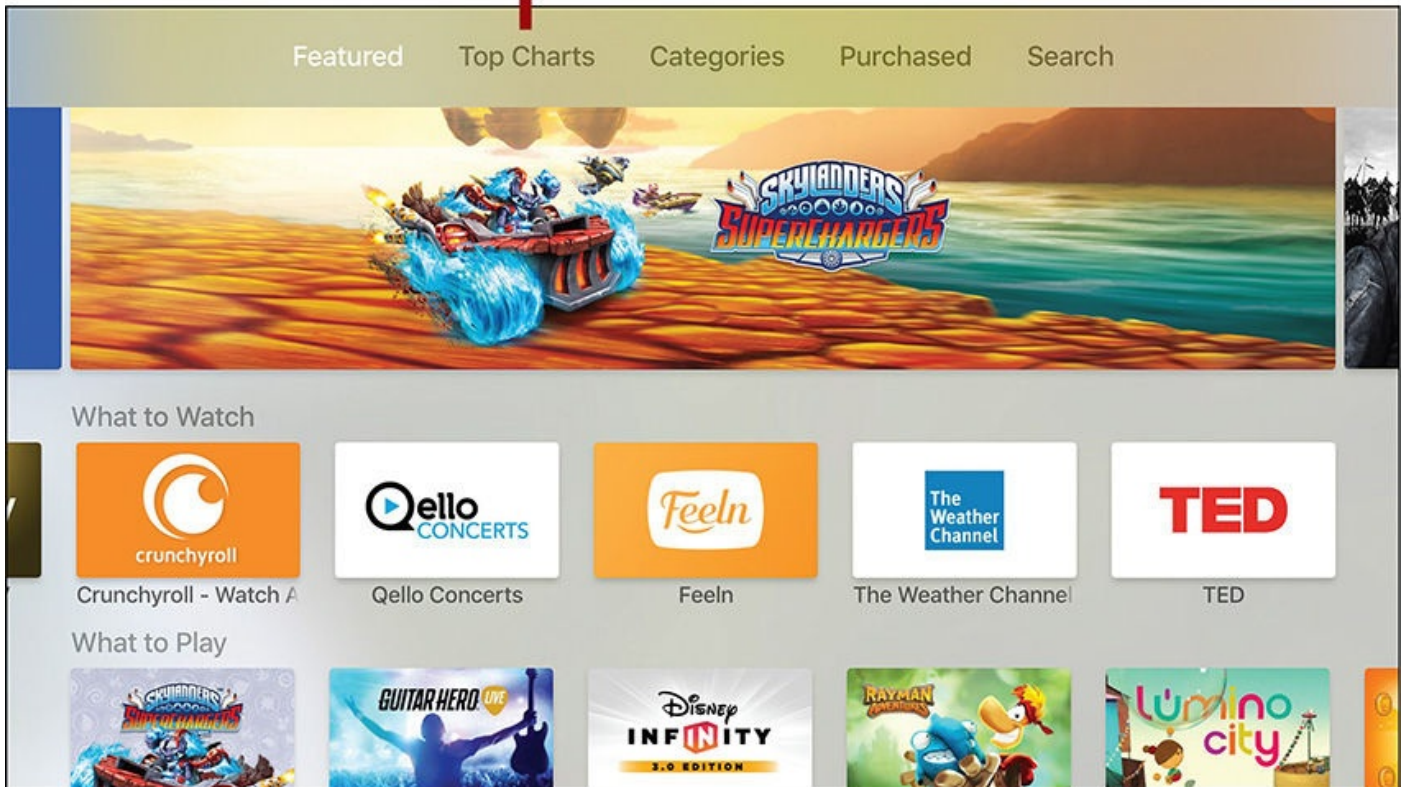 Featured Top Charts Categories Purchased Search
SKYLANDERS
SUPERCHARGERS
What to Watch
crunchyroll
Qello
CONCERTS
Feeln
The
Weather
Channel
TED
Crunchyroll - Watch A
Qello Concerts
Feeln
The Weather Channel
TED
What to Play
SKYLANDERS
SUPERCHARGERS
GUITAR HERO LIVE
Disney
INFINITY
3.0 EDITION
RAYMAN
ADVENTURES
Lumino
city